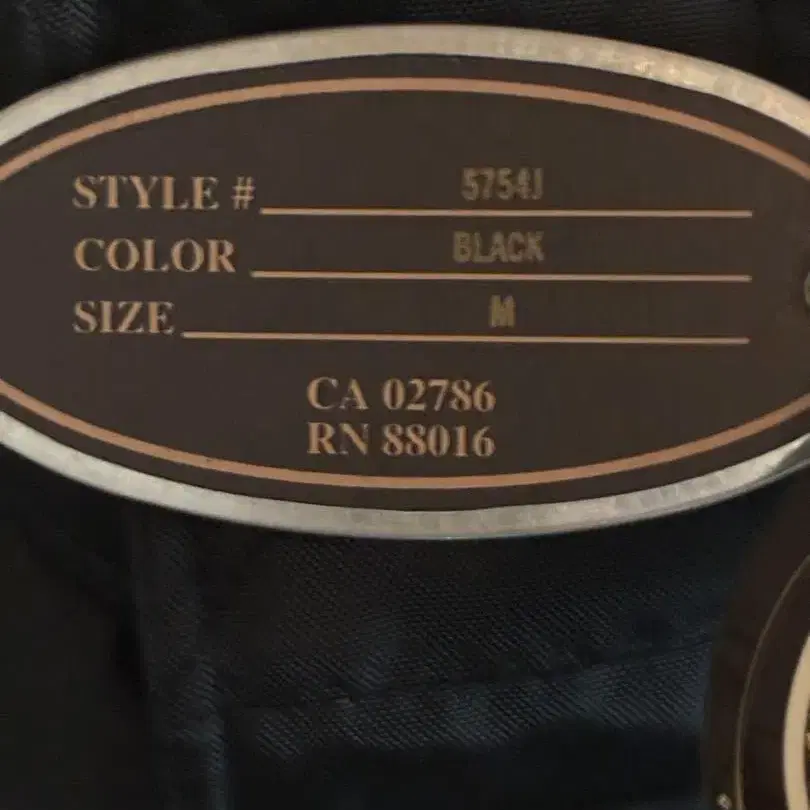 STYLE # 5754J
COLOR BLACK
SIZE M
CA 02786
RN 88016